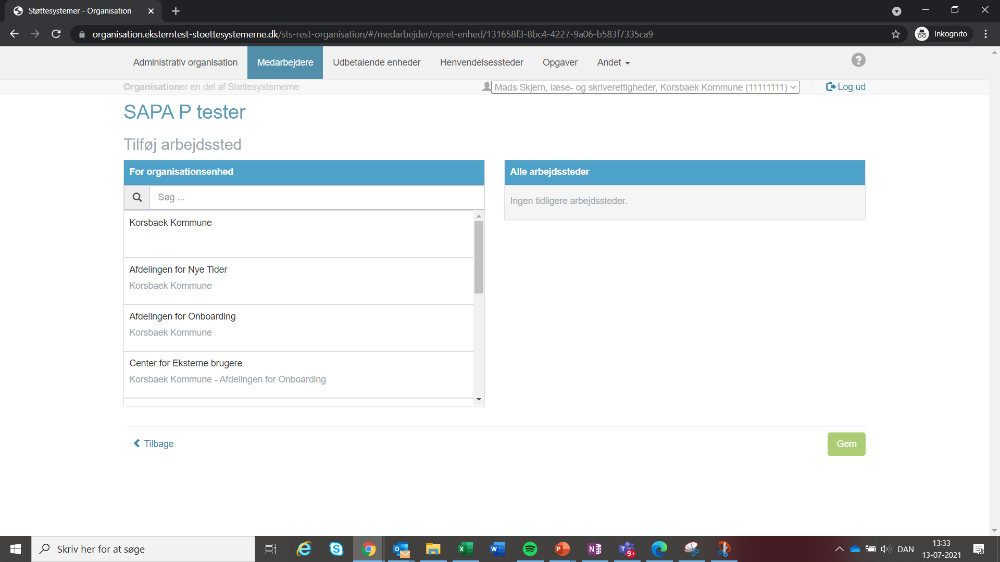 Støttesystemer - Organisation
organisation.eksterntest-stoettesystemerne.dk/sts-rest-organisation/#/medarbejder/opret-enhed/131658f3-8bc4-4227-9a06-b583f7335ca9
Inkognito
Administrativ organisation Medarbejdere Udbetalende enheder Henvendelsessteder Opgaver Andet
?
Organisationer en del af Støttesystemerne
Mads Skjern, læse- og skriverettigheder, Korsbaek Kommune (11111111)
Log ud
SAPA P tester
Tilføj arbejdssted
For organisationsenhed
Søg ...
Korsbaek Kommune
Afdelingen for Nye Tider
Korsbaek Kommune
Afdelingen for Onboarding
Korsbaek Kommune
Center for Eksterne brugere
Korsbaek Kommune - Afdelingen for Onboarding
Alle arbejdssteder
Ingen tidligere arbejdssteder.
Tilbage
Gem
Skriv her for at søge
9+
DAN
13:33
13-07-2021